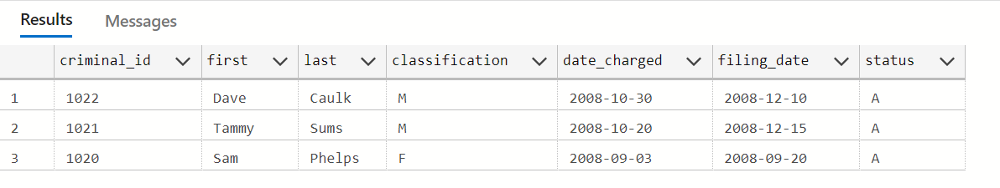 Results Messages
criminal_id first last classification date_charged filing_date status
1 1022 Dave Caulk M 2008-10-30 2008-12-10 A
2 1021 Tammy Sums M 2008-10-20 2008-12-15 A
3 1020 Sam Phelps F 2008-09-03 2008-09-20 A